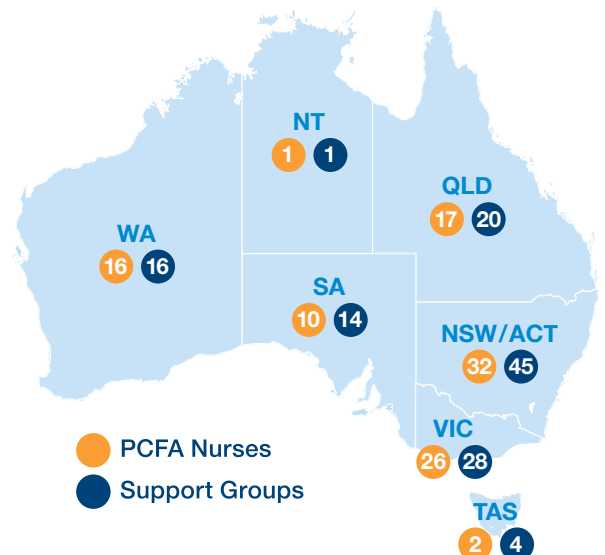 NT
1 1
QLD
17 20
WA
16 16
SA
10 14
NSW/ACT
32 45
VIC
26 28
PCFA Nurses
Support Groups
TAS
2 4